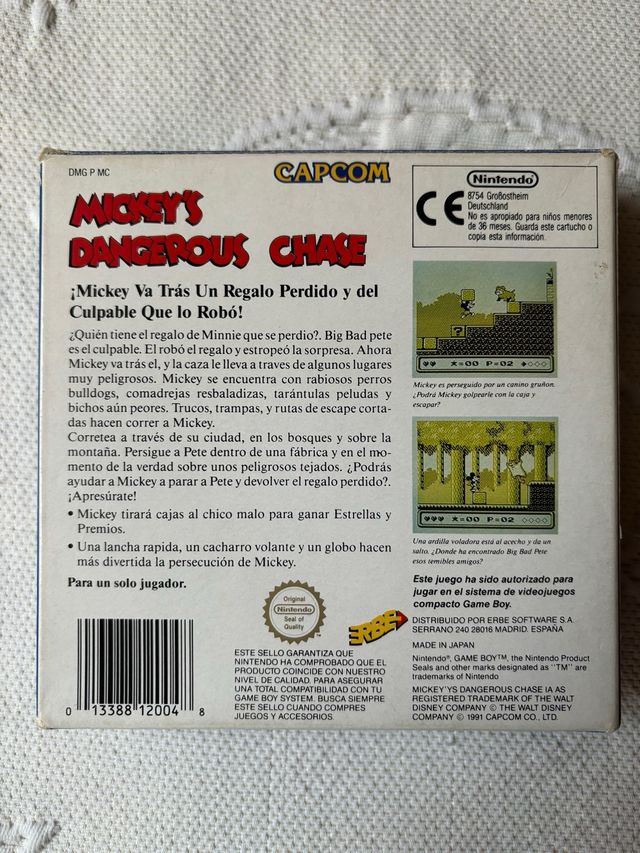 DMG P MC
CAPCOM
MICKEY'S
DANGEROUS CHASE
¡Mickey Va Trás Un Regalo Perdido y del
Culpable Que lo Robó!
¿Quién tiene el regalo de Minnie que se perdio?. Big Bad pete
es el culpable. El robó el regalo y estropeó la sorpresa. Ahora
Mickey va trás el, y la caza le lleva a traves de algunos lugares
muy peligrosos. Mickey se encuentra con rabiosos perros
bulldogs, comadrejas resbaladizas, tarántulas peludas y
bichos aún peores. Trucos, trampas, y rutas de escape corta-
das hacen correr a Mickey.
Corretea a través de su ciudad, en los bosques y sobre la
montaña. Persigue a Pete dentro de una fábrica y en el mo-
mento de la verdad sobre unos peligrosos tejados. ¿Podrás
ayudar a Mickey a parar a Pete y devolver el regalo perdido?.
¡Apresúrate!
• Mickey tirará cajas al chico malo para ganar Estrellas y
Premios.
• Una lancha rapida, un cacharro volante y un globo hacen
más divertida la persecución de Mickey.
Para un solo jugador.
0 13388 12004 8
Original
Nintendo
Seal of
Quality
ESTE SELLO GARANTIZA QUE
NINTENDO HA COMPROBADO QUE EL
PRODUCTO COINCIDE CON NUESTRO
NIVEL DE CALIDAD. PARA ASEGURAR
UNA TOTAL COMPATIBILIDAD CON TU
GAME BOY SYSTEM. BUSCA SIEMPRE
ESTE SELLO CUANDO COMPRES
JUEGOS Y ACCESORIOS.
ERBE
CE
Nintendo
8754 Großostheim
Deutschland
No es apropiado para niños menores
de 36 meses. Guarda este cartucho o
copia esta información.
?
×=00 P=02
Mickey es perseguido por un canino gruñon.
¿Podrá Mickey golpearle con la caja y
escapar?
×=00 P=02
Una ardilla voladora está al acecho y da un
salto. ¿Donde ha encontrado Big Bad Pete
esos temibles amigos?
Este juego ha sido autorizado para
jugar en el sistema de videojuegos
compacto Game Boy.
DISTRIBUIDO POR ERBE SOFTWARE S.A.
SERRANO 240 28016 MADRID. ESPAÑA
MADE IN JAPAN
Nintendo®, GAME BOY™, the Nintendo Product
Seals and other marks designated as "TM" are
trademarks of Nintendo
MICKEY'YS DANGEROUS CHASE IA AS
REGISTERED TRADEMARK OF THE WALT
DISNEY COMPANY © THE WALT DISNEY
COMPANY © 1991 CAPCOM CO., LTD.